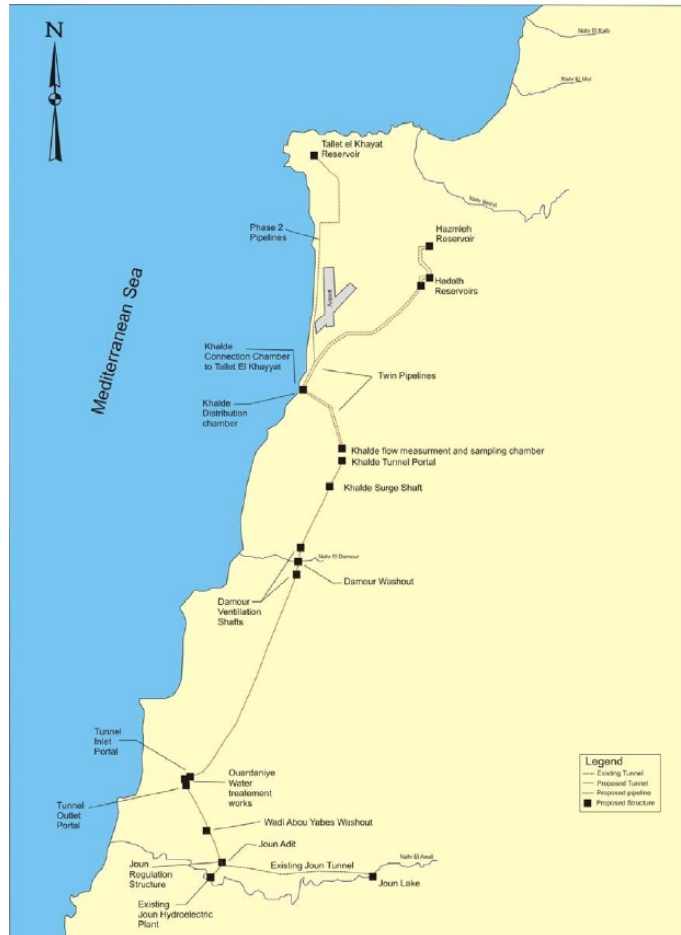 N
Nahr El Kalb
Nahr El Mot
Tallet el Khayat
Reservoir
Nahr Beirut
Phase 2
Pipelines
Hazmieh
Reservoir
Hadath
Reservoirs
Airport
Mediterranean Sea
Khalde
Connection Chamber
to Tallet El Khayyat
Twin Pipelines
Khalde
Distribution
chamber
Khalde flow measurment and sampling chamber
Khalde Tunnel Portal
Khalde Surge Shaft
Nahr El Damour
Damour Washout
Damour
Ventillation
Shafts
Tunnel
Inlet
Portal
Ouardaniye
Water
treatement
works
Tunnel
Outlet
Portal
Legend
Existing Tunnel
Proposed Tunnel
Proposed pipeline
Proposed Structure
Wadi Abou Yabes Washout
Joun Adit
Joun
Regulation
Structure
Existing Joun Tunnel
Nahr El Awali
Joun Lake
Existing
Joun Hydroelectric
Plant